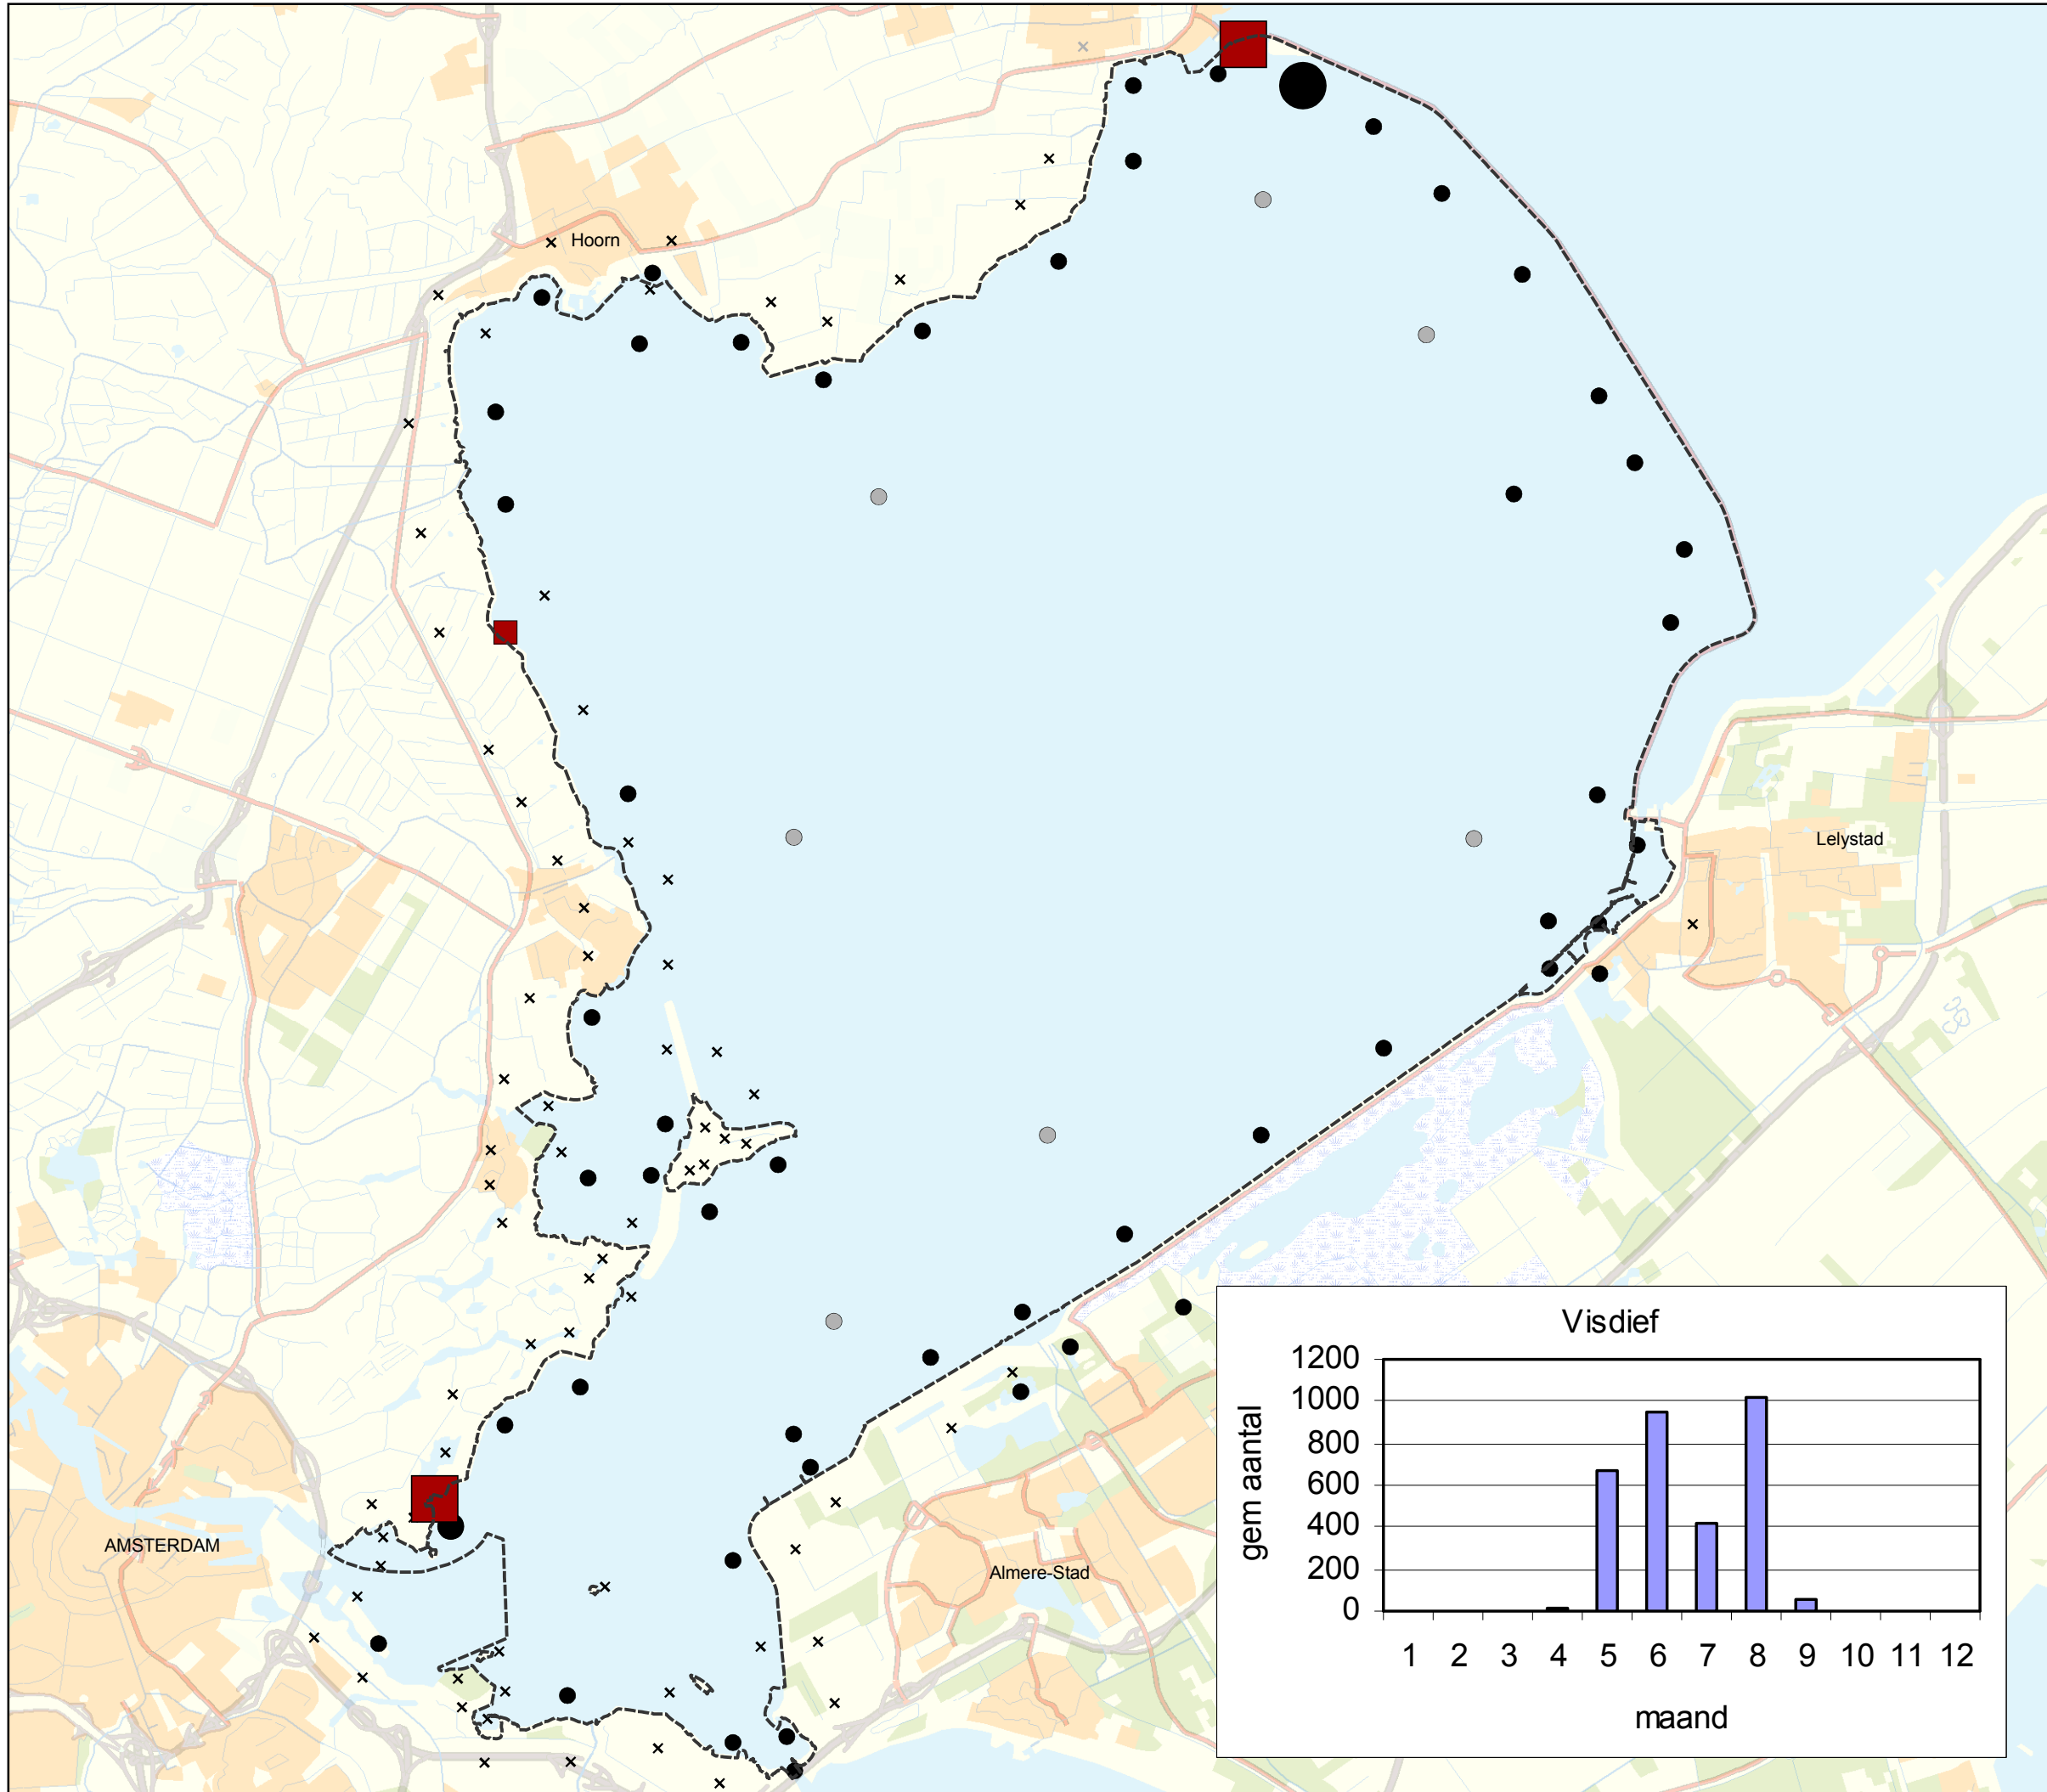 Hoorn
Lelystad
AMSTERDAM
Almere-Stad
Visdief
gem aantal
1200
1000
800
600
400
200
0
1 2 3 4 5 6 7 8 9 10 11 12
maand